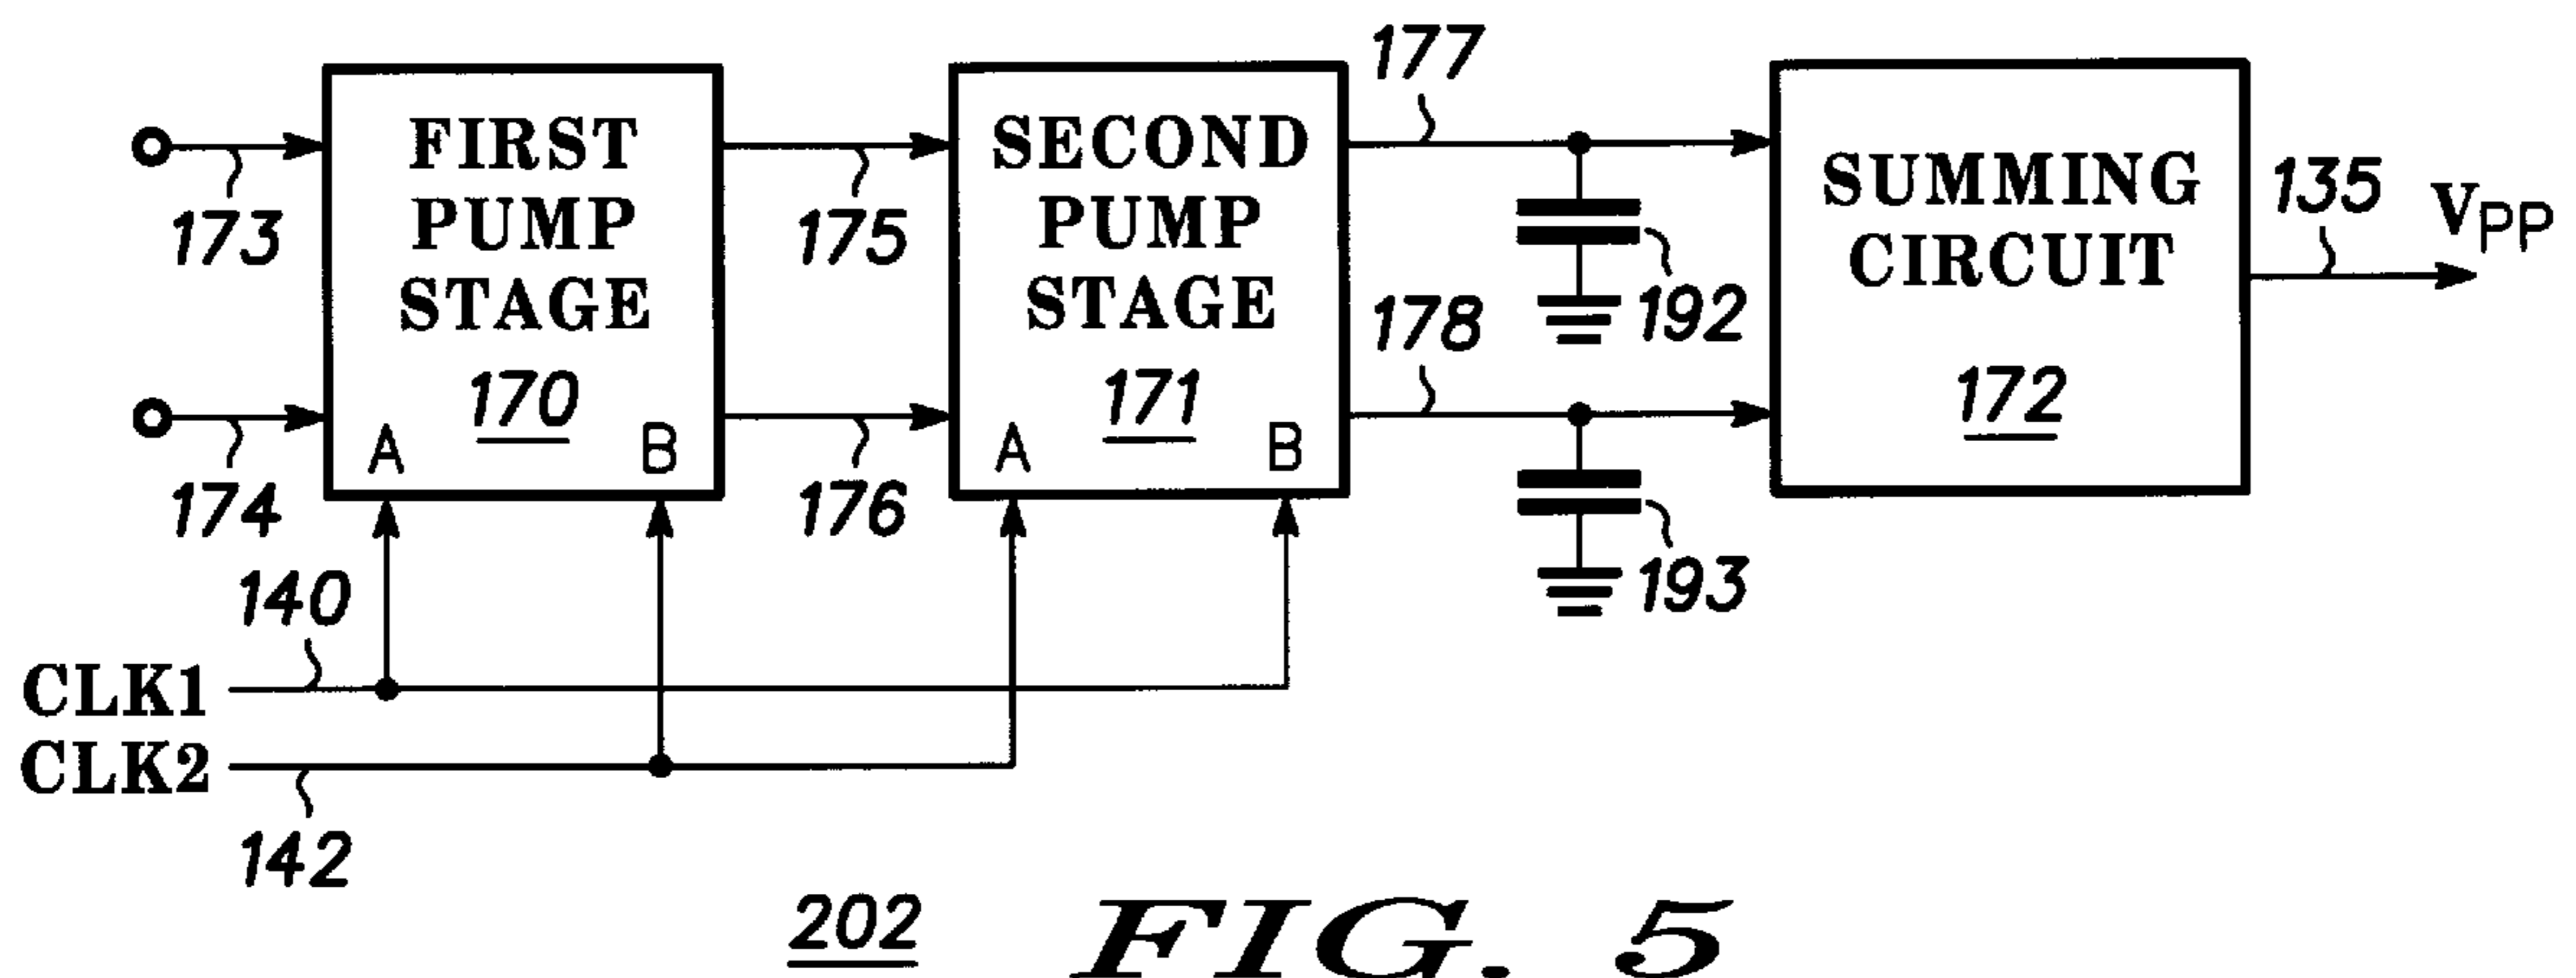 177
FIRST
PUMP
STAGE
170
A
B
SECOND
PUMP
STAGE
171
A
B
SUMMING
CIRCUIT
172
135
VPP
173
175
192
178
174
176
193
140
CLK1
CLK2
142
202
FIG. 5